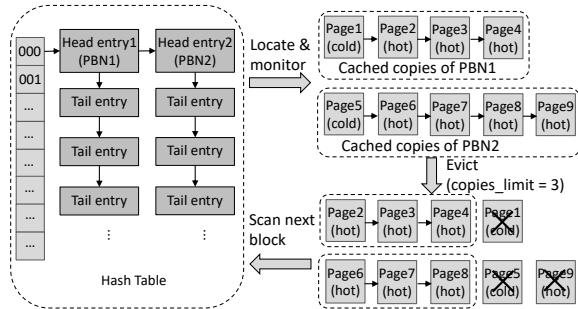 000
001
...
...
...
...
...
...
Head entry1
(PBN1)
Head entry2
(PBN2)
Tail entry
Tail entry
Tail entry
Tail entry
Tail entry
Tail entry
...
...
Hash Table
Locate &
monitor
Page1
(cold)
Page2
(hot)
Page3
(hot)
Page4
(hot)
Cached copies of PBN1
Page5
(cold)
Page6
(hot)
Page7
(hot)
Page8
(hot)
Page9
(hot)
Cached copies of PBN2
Evict
(copies_limit = 3)
Page2
(hot)
Page3
(hot)
Page4
(hot)
Page1
(cold)
Scan next
block
Page6
(hot)
Page7
(hot)
Page8
(hot)
Page5
(cold)
Page9
(hot)